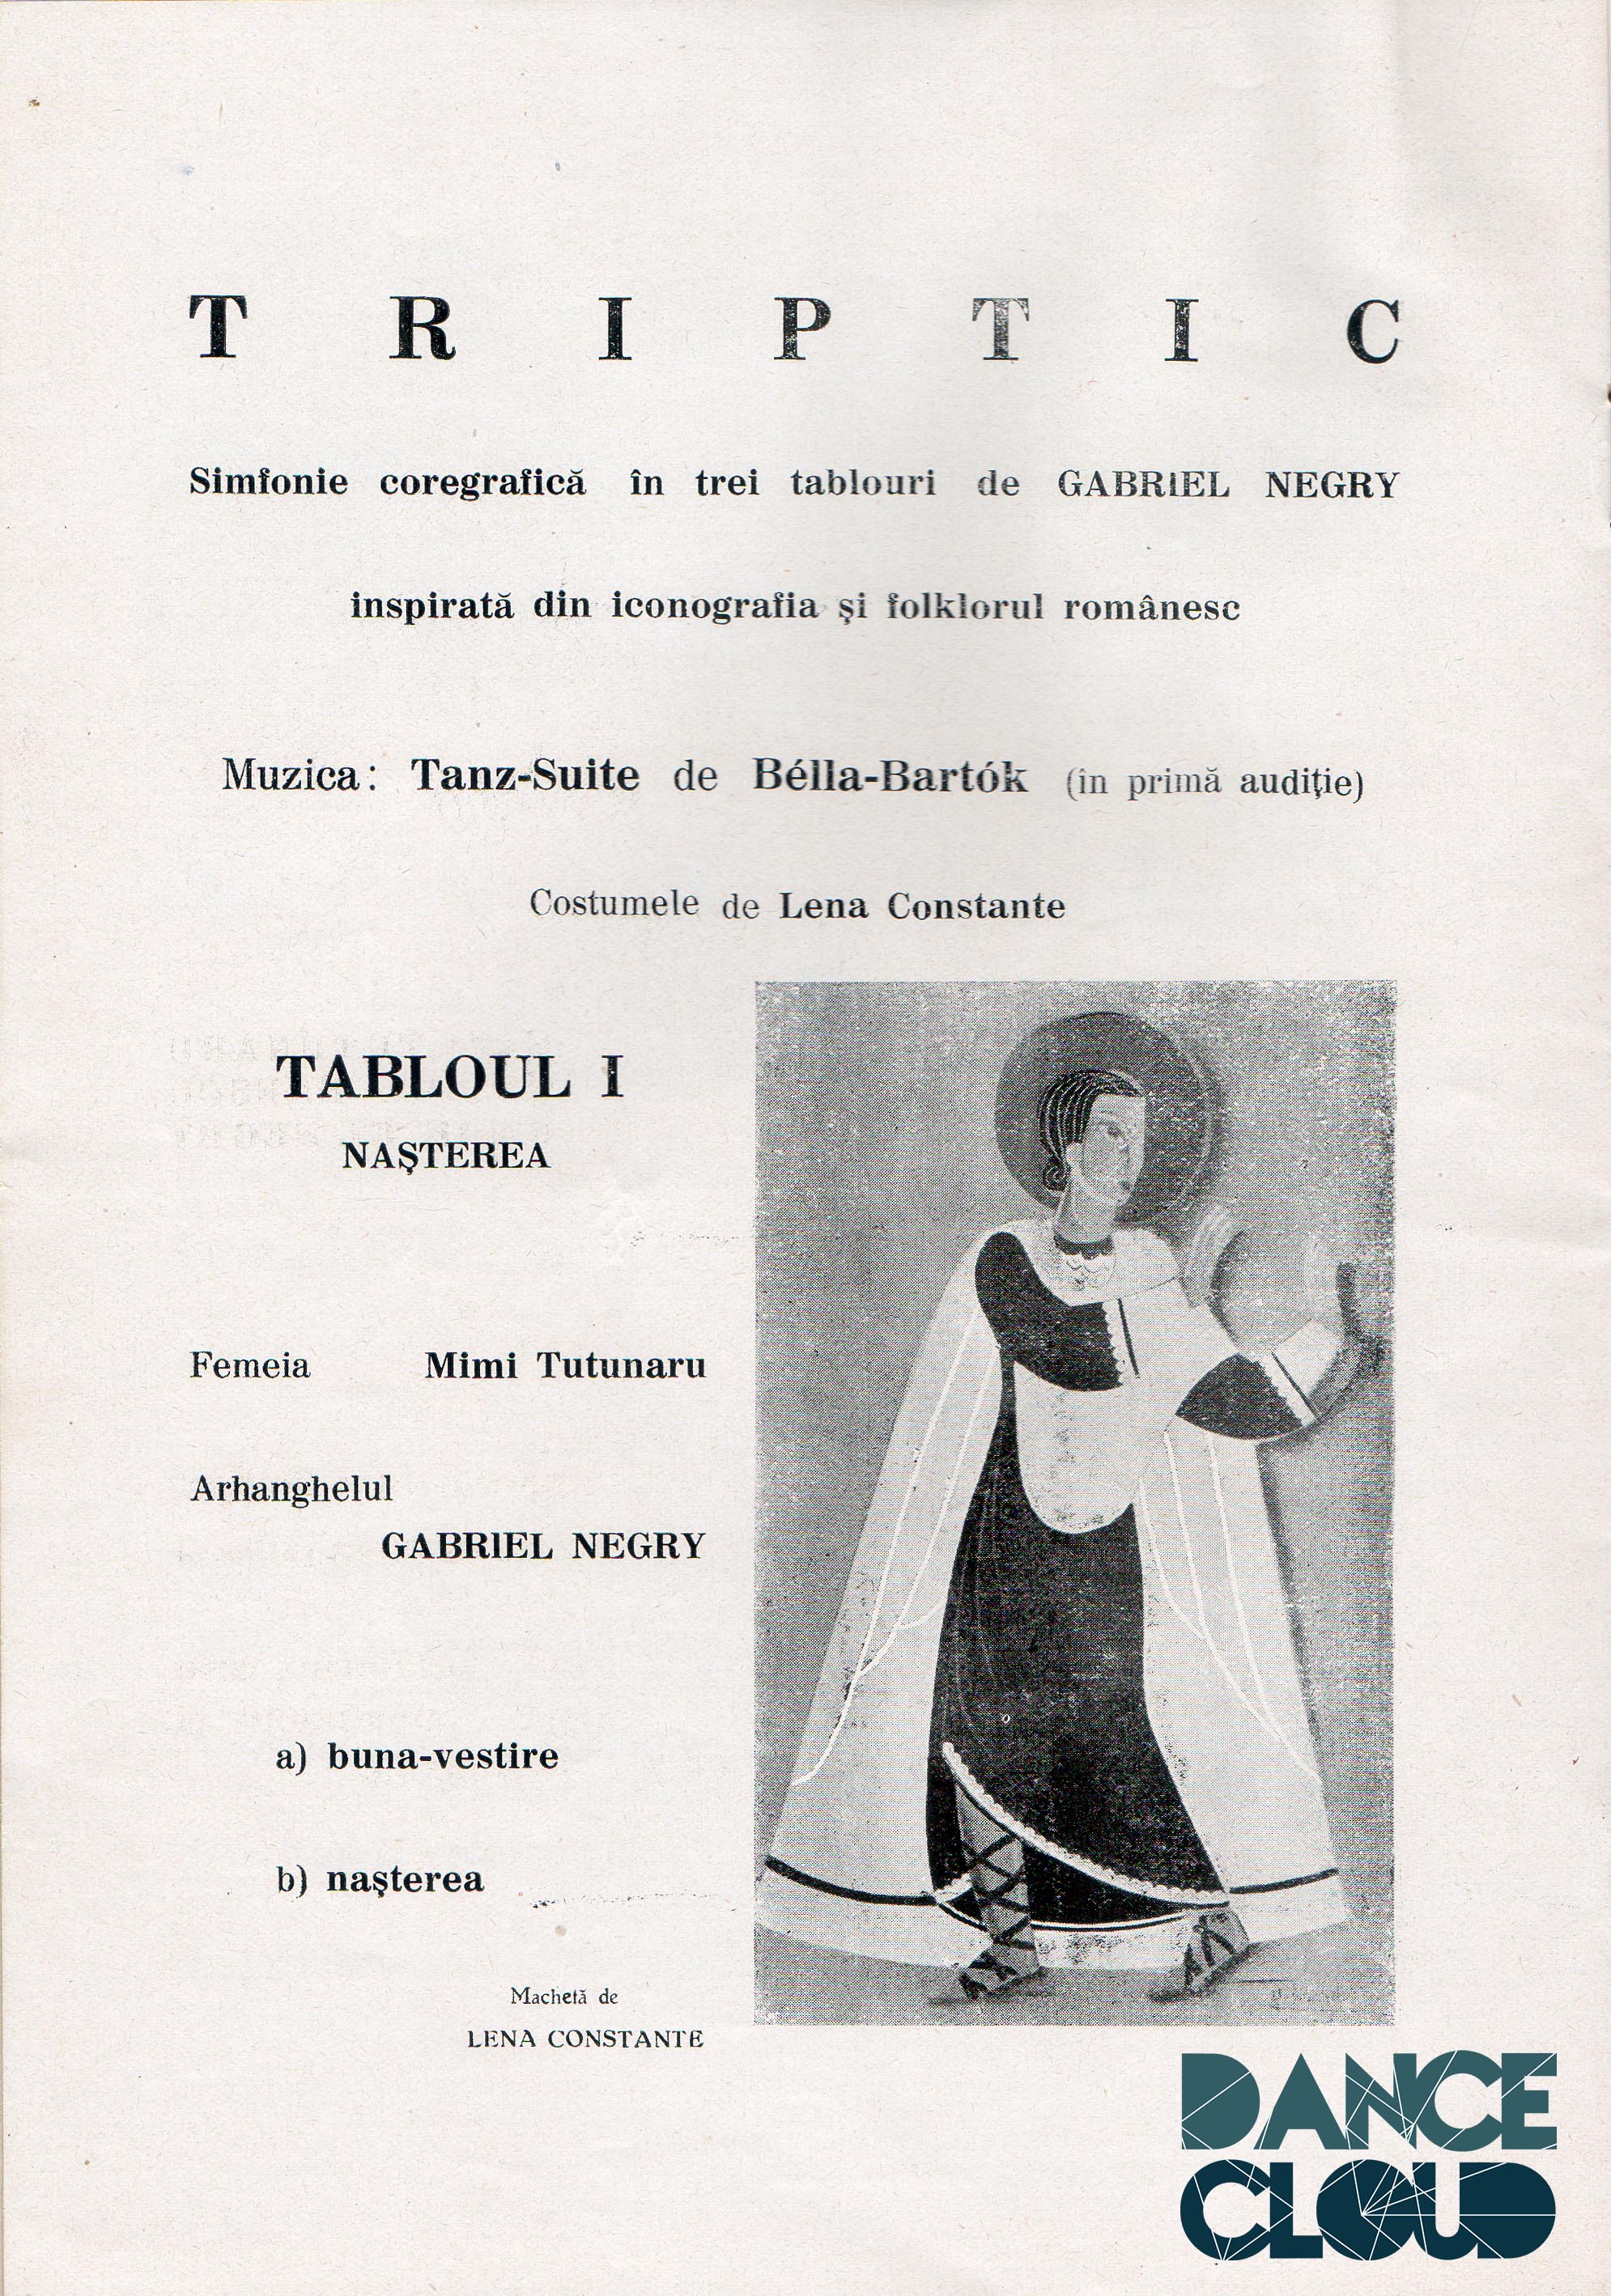 TRIPTIC
Simfonie coregrafică în trei tablouri de GABRIEL NEGRY
inspirată din iconografia şi folklorul românesc
Muzica: Tanz-Suite de Bélla-Bartók (în primă audiţie)
Costumele de Lena Constante
TABLOUL I
NAŞTEREA
Femeia Mimi Tutunaru
Arhanghelul
GABRIEL NEGRY
a) buna-vestire
b) naşterea
Machetă de
LENA CONSTANTE
DANCE
CLOUD